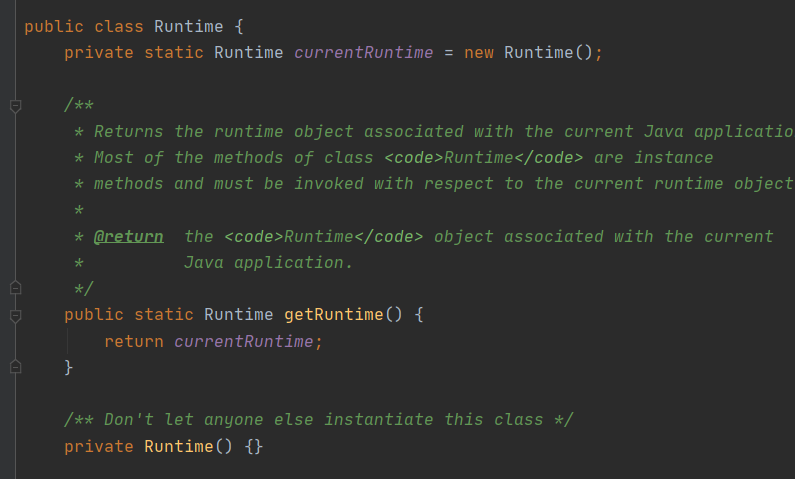 public class Runtime {
    private static Runtime currentRuntime = new Runtime();
    /**
     * Returns the runtime object associated with the current Java
     * Most of the methods of class <code>Runtime</code> are instance
     * methods and must be invoked with respect to the current runtime object
     *
     * @return  the <code>Runtime</code> object associated with the current
     *          Java application.
     */
    public static Runtime getRuntime() {
        return currentRuntime;
    }
    /** Don't let anyone else instantiate this class */
    private Runtime() {}